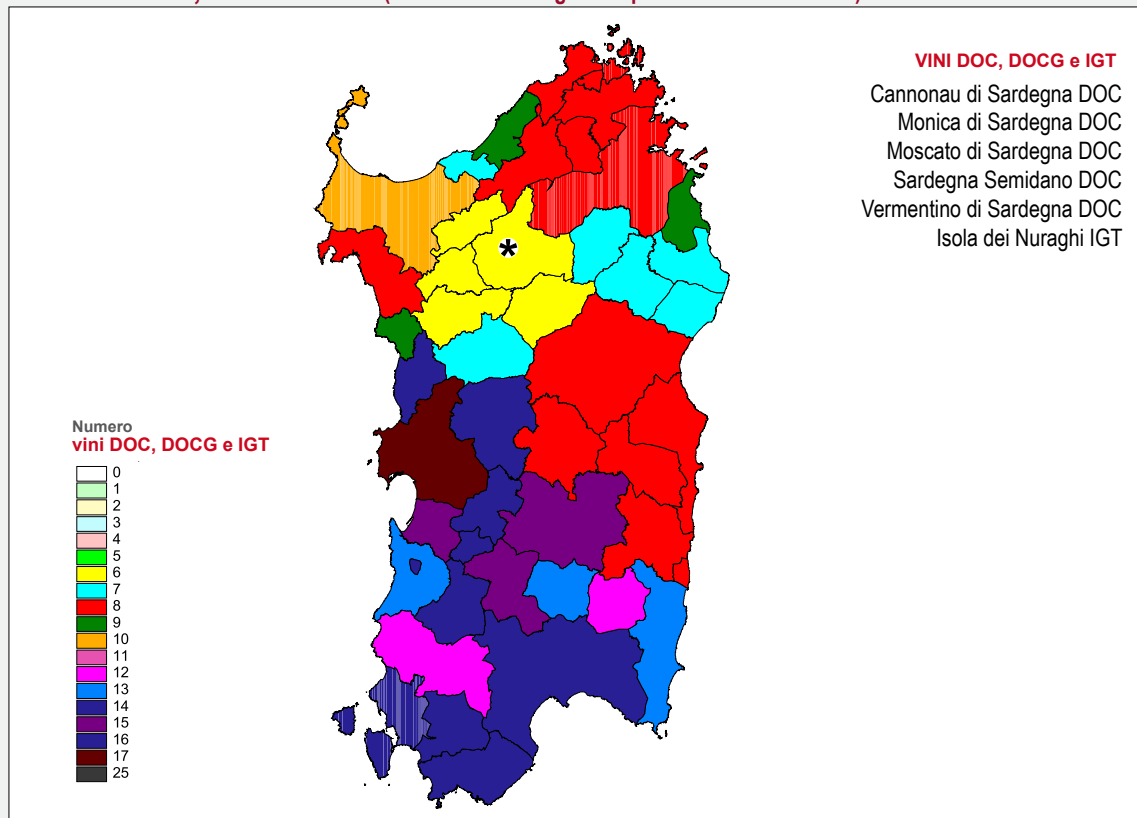 VINI DOC, DOCG e IGT
Cannonau di Sardegna DOC
Monica di Sardegna DOC
Moscato di Sardegna DOC
Sardegna Semidano DOC
Vermentino di Sardegna DOC
Isola dei Nuraghi IGT
*
Numero
vini DOC, DOCG e IGT
0
1
2
3
4
5
6
7
8
9
10
11
12
13
14
15
16
17
25